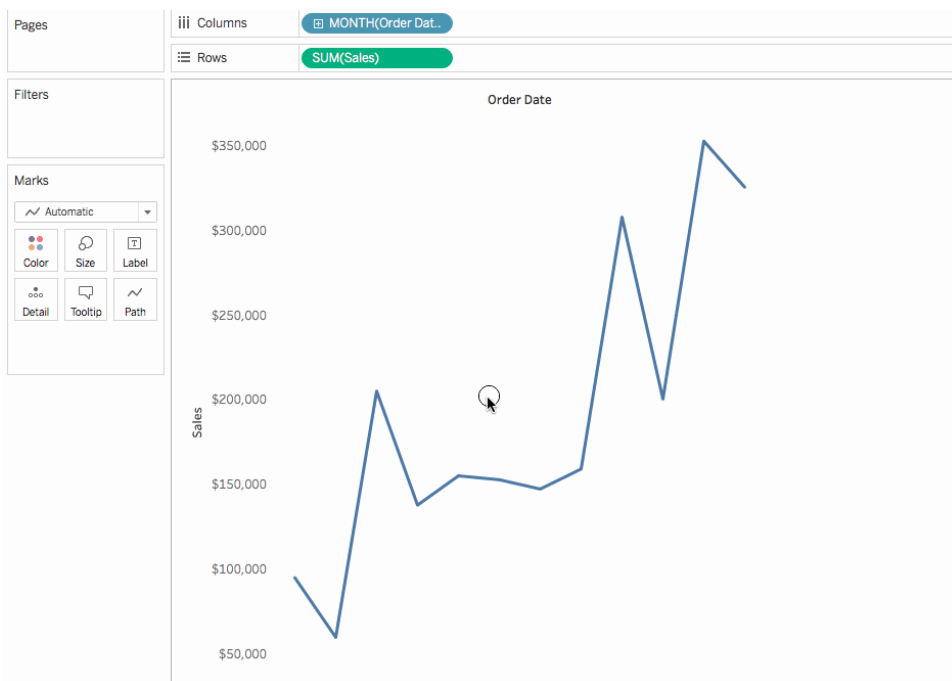 Pages
Columns
MONTH(Order Dat..
Rows
SUM(Sales)
Filters
Marks
Automatic
Color
Size
T
Label
Detail
Tooltip
Path
Order Date
Sales
$350,000
$300,000
$250,000
$200,000
$150,000
$100,000
$50,000